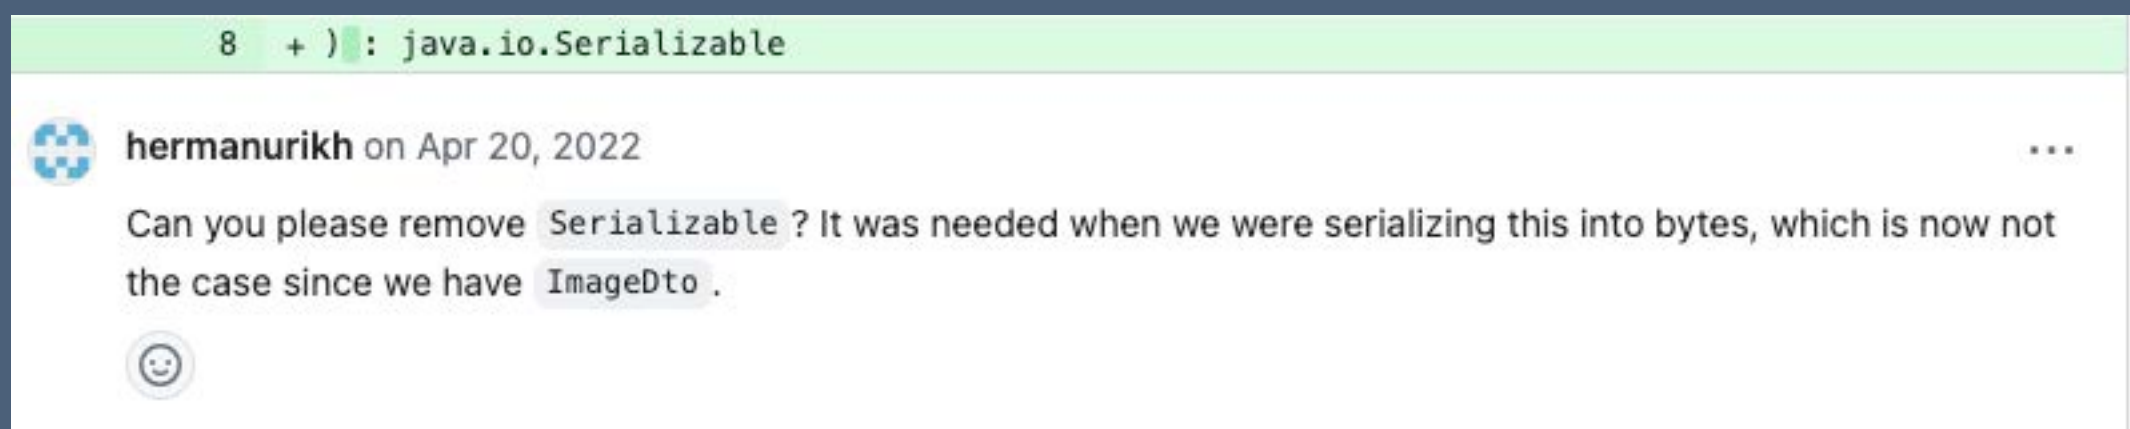 8 + ) : java.io.Serializable
hermanurikh on Apr 20, 2022
Can you please remove Serializable ? It was needed when we were serializing this into bytes, which is now not
the case since we have ImageDto .